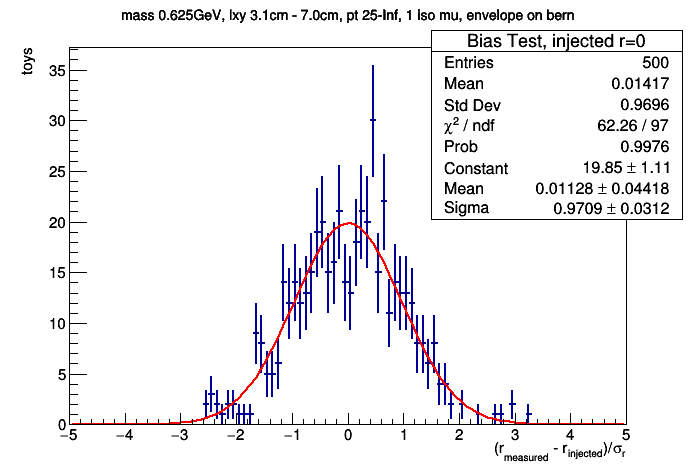 mass 0.625GeV, lxy 3.1cm - 7.0cm, pt 25-Inf, 1 Iso mu, envelope on bern
Bias Test, injected r=0
Entries 500
Mean 0.01417
Std Dev 0.9696
χ² / ndf 62.26 / 97
Prob 0.9976
Constant 19.85 ± 1.11
Mean 0.01128 ± 0.04418
Sigma 0.9709 ± 0.0312
toys
35
30
25
20
15
10
5
0
−5 −4 −3 −2 −1 0 1 2 3 4 5
(r_measured - r_injected)/σ_r